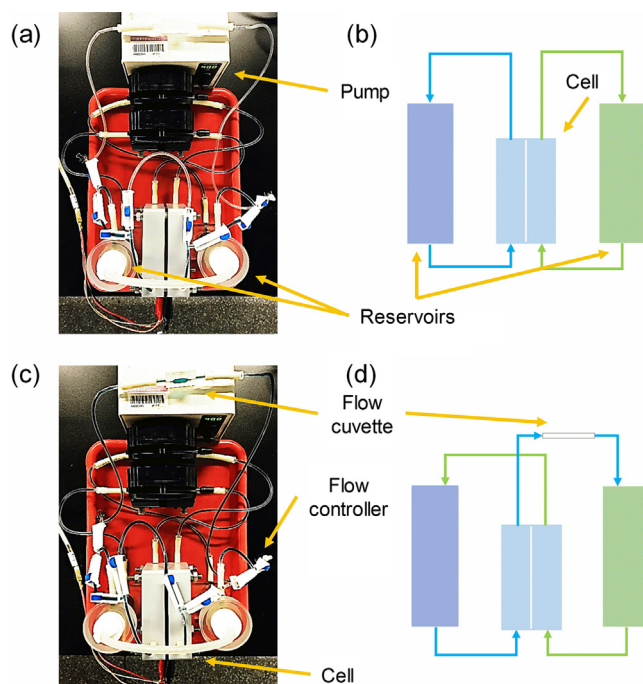 (a)
(b)
Cell
Pump
Reservoirs
(c)
(d)
Flow
cuvette
Flow
controller
Cell